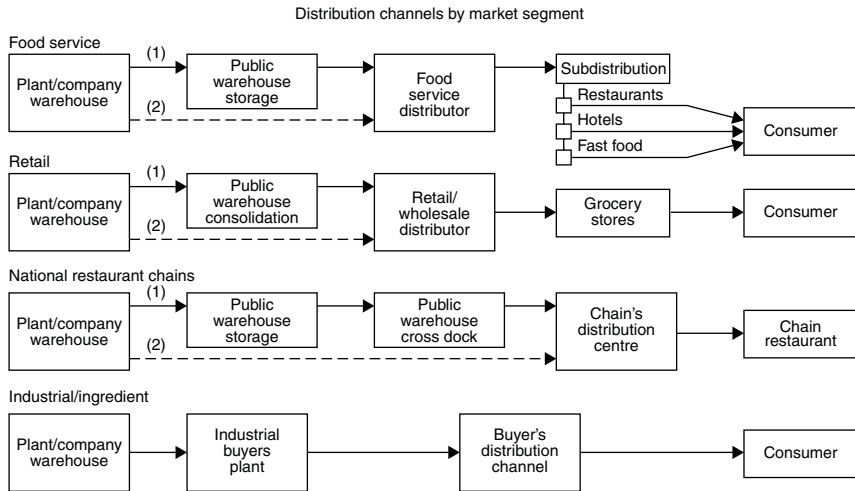 Distribution channels by market segment
Food service
Plant/company
warehouse
(1)
(2)
Public
warehouse
storage
Food
service
distributor
Subdistribution
Restaurants
Hotels
Fast food
Consumer
Retail
Plant/company
warehouse
(1)
(2)
Public
warehouse
consolidation
Retail/
wholesale
distributor
Grocery
stores
Consumer
National restaurant chains
Plant/company
warehouse
(1)
(2)
Public
warehouse
storage
Public
warehouse
cross dock
Chain's
distribution
centre
Chain
restaurant
Industrial/ingredient
Plant/company
warehouse
Industrial
buyers
plant
Buyer's
distribution
channel
Consumer